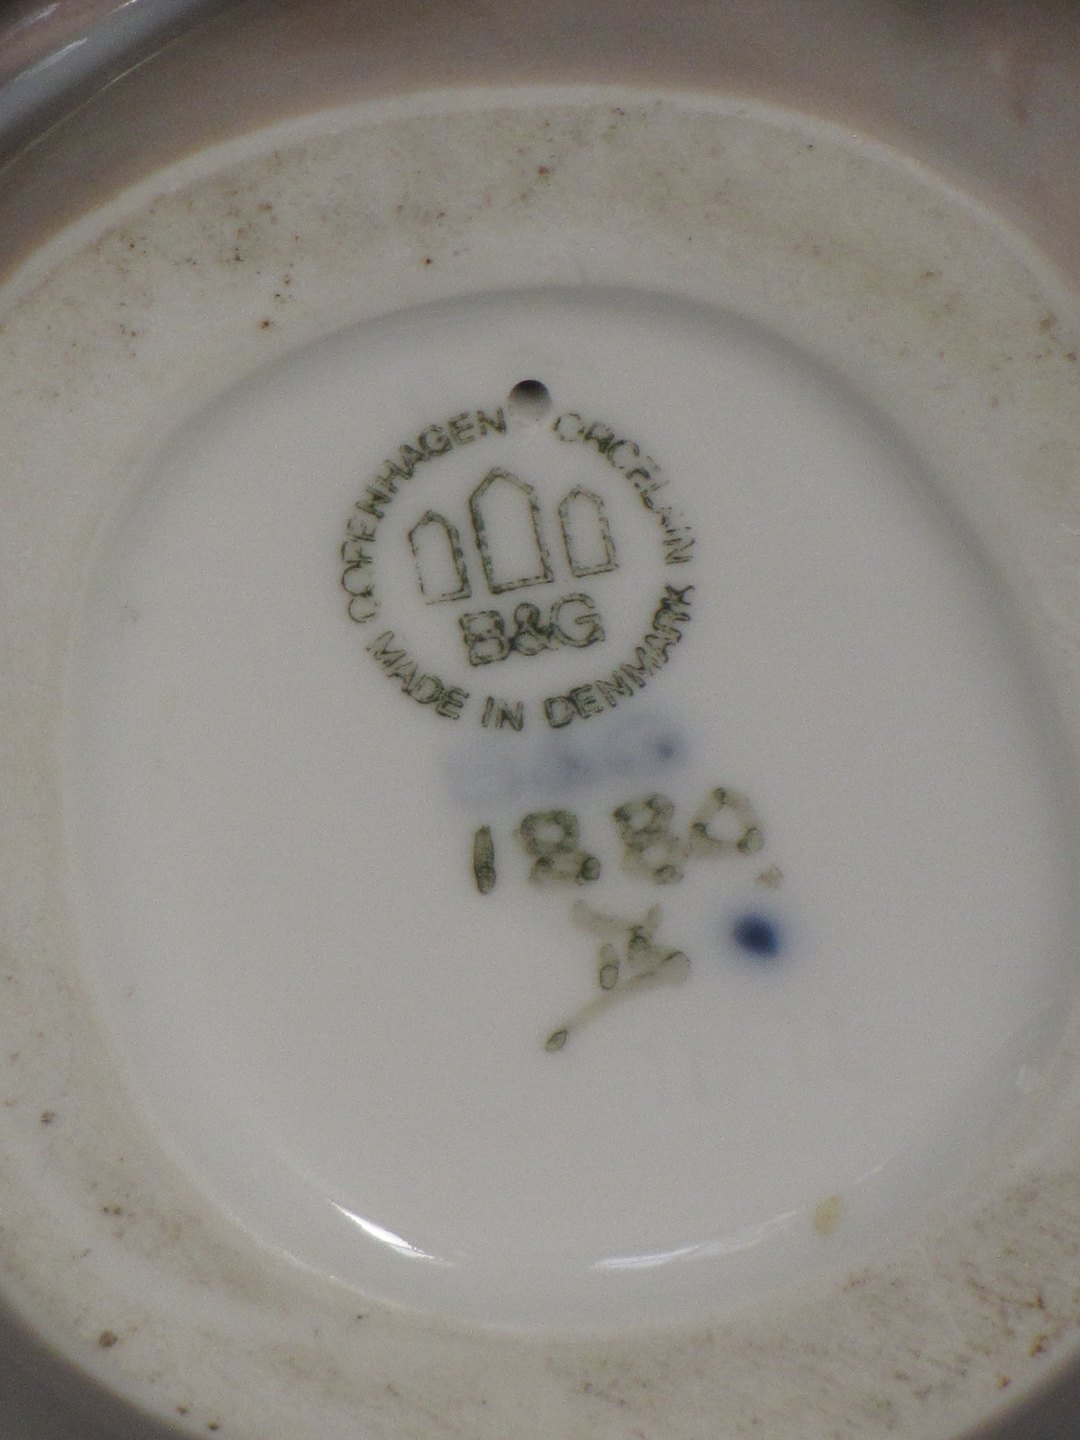 COPENHAGEN PORCELAIN
B&G
MADE IN DENMARK
1880